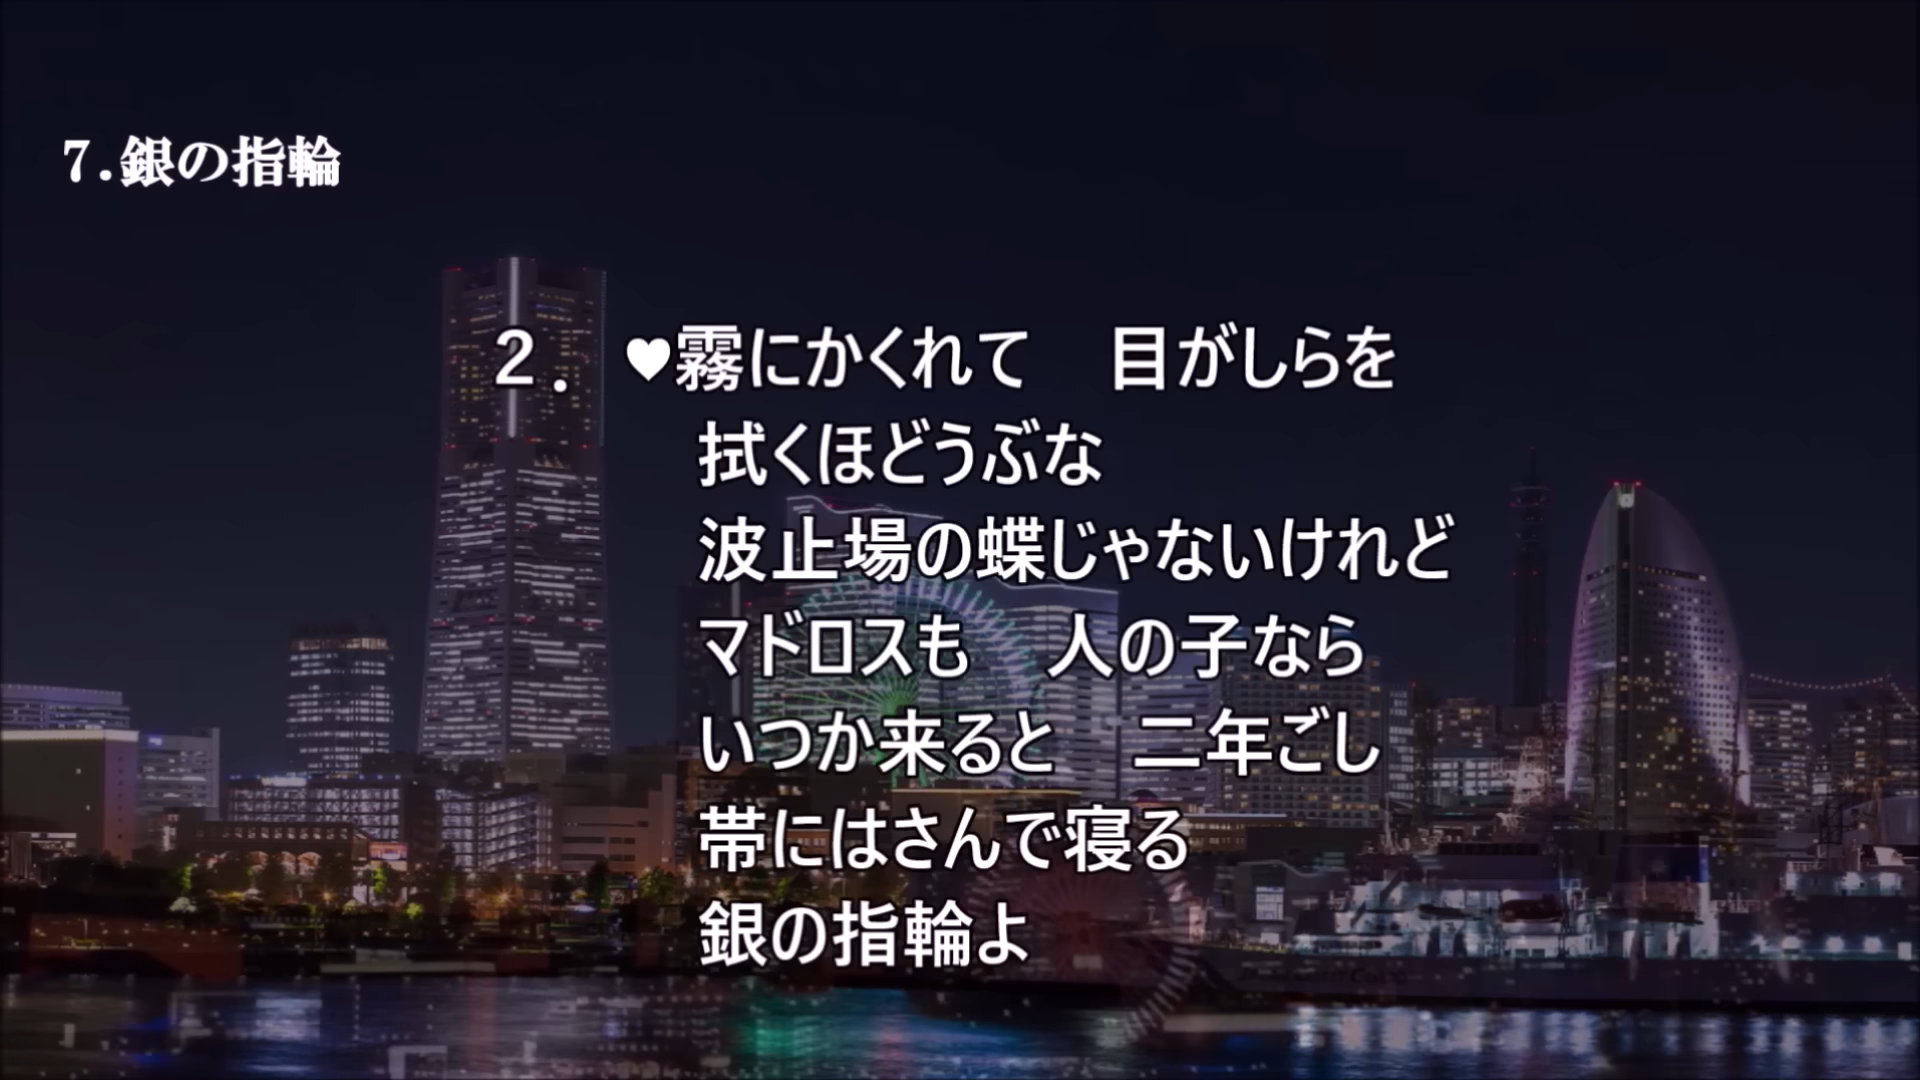 7.銀の指輪
2. ♥霧にかくれて　目がしらを
拭くほどうぶな
波止場の蝶じゃないけれど
マドロスも　人の子なら
いつか来ると　二年ごし
帯にはさんで寝る
銀の指輪よ